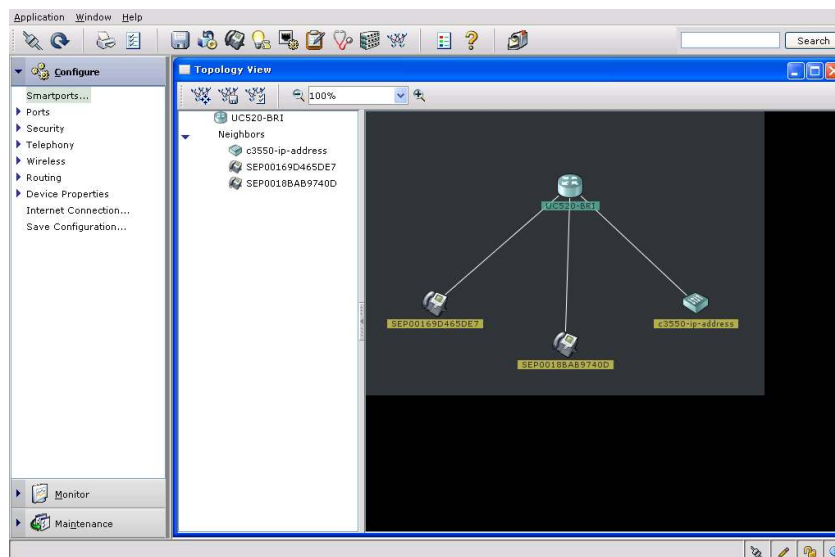 Application Window Help
Search
Configure
Smartports...
Ports
Security
Telephony
Wireless
Routing
Device Properties
Internet Connection...
Save Configuration...
Monitor
Maintenance
Topology View
100%
UC520-BRI
Neighbors
c3550-ip-address
SEP00169D465DE7
SEP0018BAB9740D
UC520-BRI
SEP00169D465DE7
c3550-ip-address
SEP0018BAB9740D